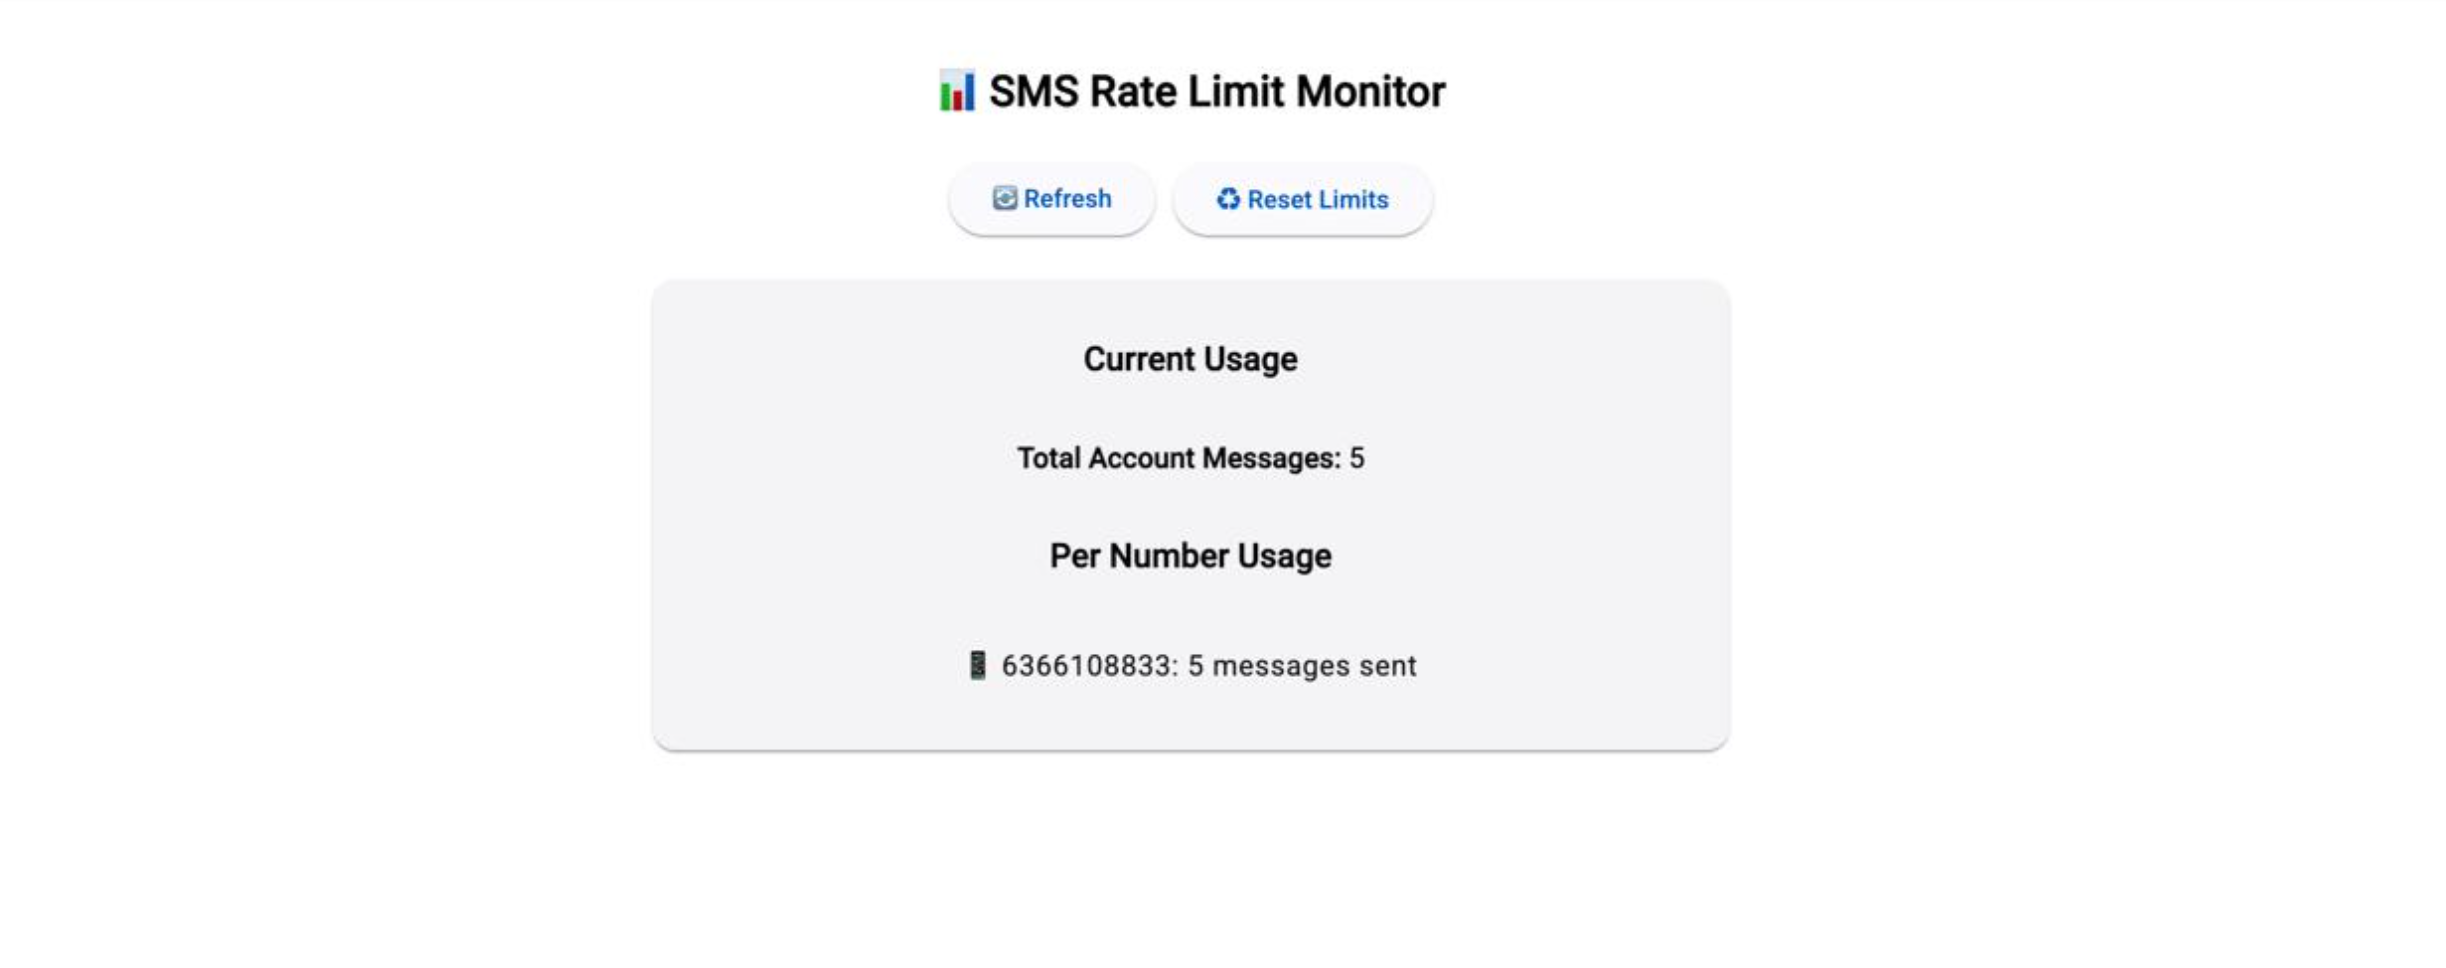 SMS Rate Limit Monitor
Refresh
Reset Limits
Current Usage
Total Account Messages: 5
Per Number Usage
6366108833: 5 messages sent